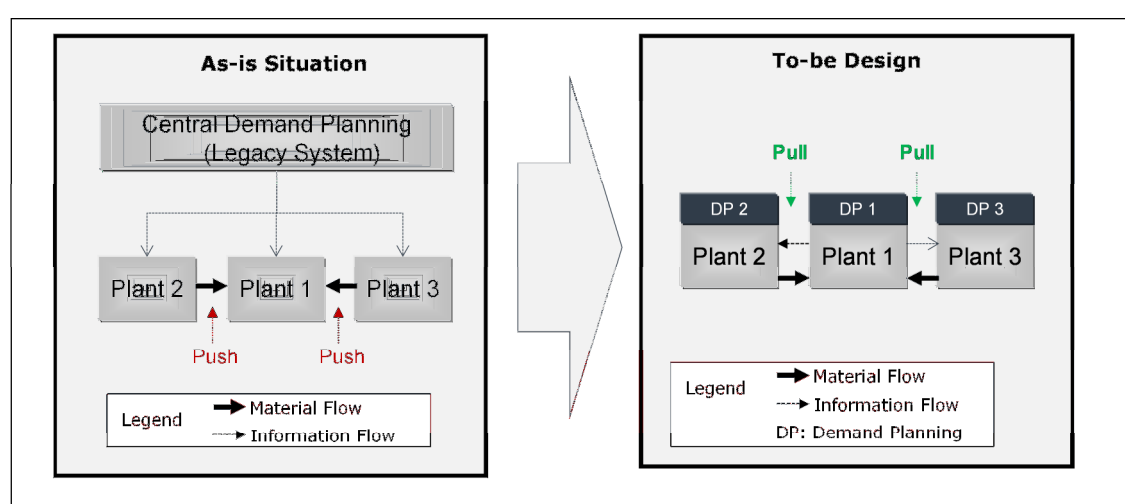 As-is Situation
Central Demand Planning
(Legacy System)
Plant 2
Plant 1
Plant 3
Push
Push
Legend
Material Flow
Information Flow
To-be Design
Pull
Pull
DP 2
DP 1
DP 3
Plant 2
Plant 1
Plant 3
Legend
Material Flow
Information Flow
DP: Demand Planning